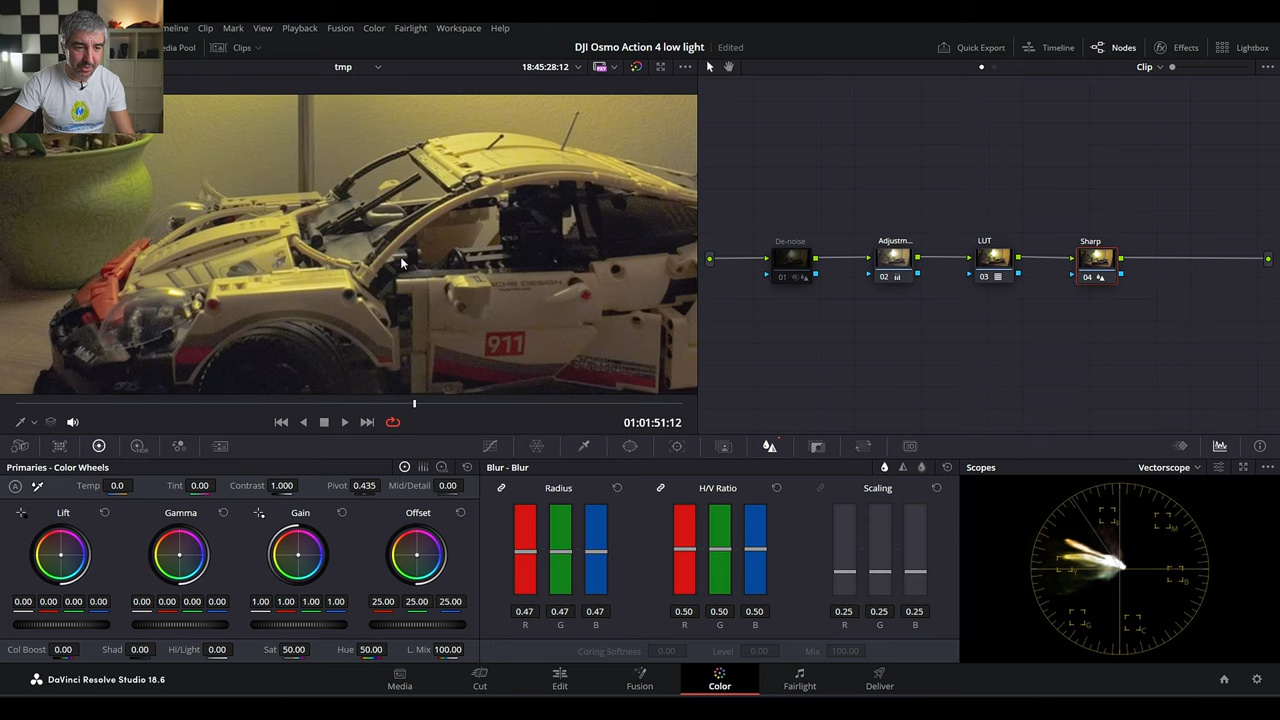 Timeline Clip Mark View Playback Fusion Color Fairlight Workspace Help
Media Pool Clips DJI Osmo Action 4 low light Edited Quick Export Timeline Nodes Effects Lightbox
tmp 18:45:28:12 Clip
De-noise Adjustm... LUT Sharp
01 02 03 04
911
01:01:51:12
Primaries - Color Wheels Blur - Blur Scopes Vectorscope
A Temp 0.0 Tint 0.00 Contrast 1.000 Pivot 0.435 Mid/Detail 0.00 Radius H/V Ratio Scaling
Lift Gamma Gain Offset
0.00 0.00 0.00 0.00 0.00 0.00 0.00 0.00 1.00 1.00 1.00 1.00 25.00 25.00 25.00
0.47 0.47 0.47 0.50 0.50 0.50 0.25 0.25 0.25
R G B R G B R G B
Col Boost 0.00 Shad 0.00 Hi/Light 0.00 Sat 50.00 Hue 50.00 L. Mix 100.00 Coring Softness 0.00 Level 0.00 Mix 100.00
DaVinci Resolve Studio 18.6 Media Cut Edit Fusion Color Fairlight Deliver